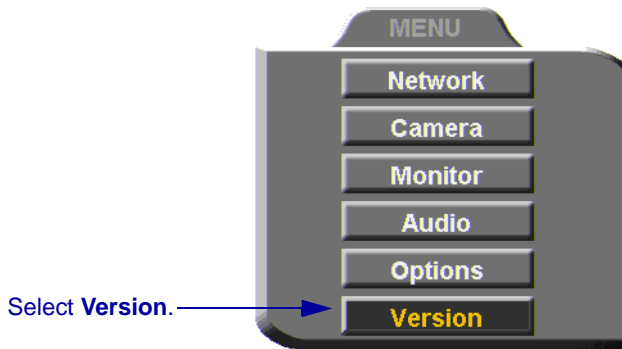 MENU
Network
Camera
Monitor
Audio
Options
Select Version.
Version